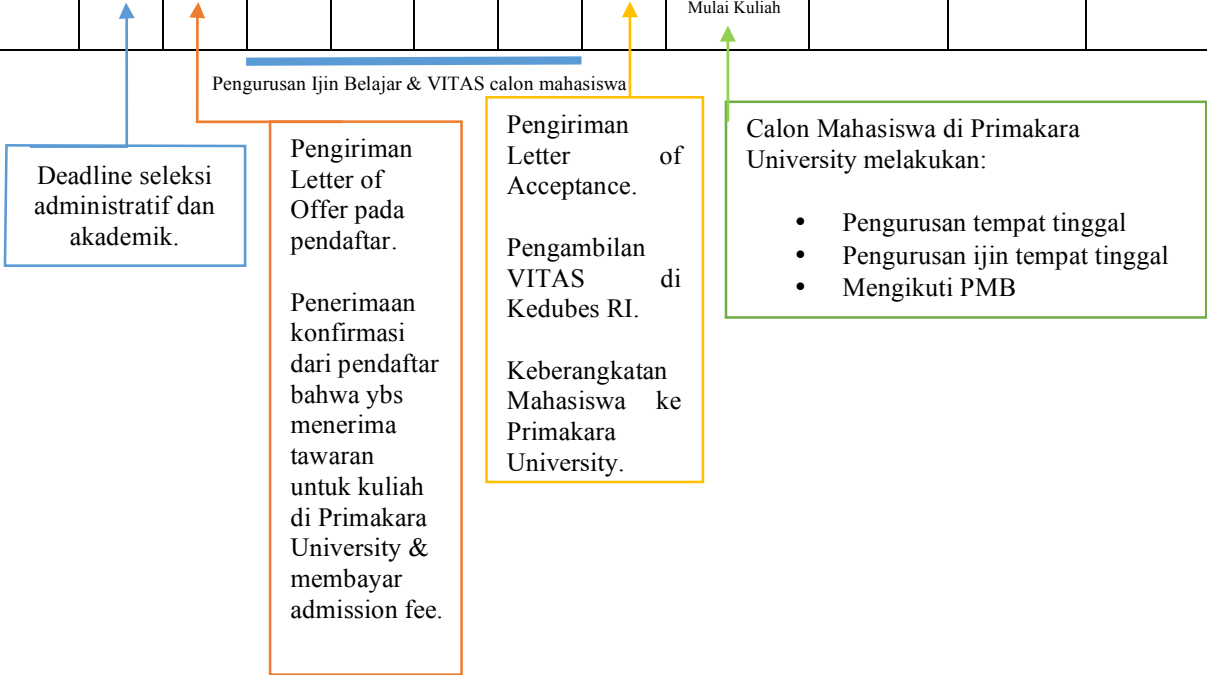 Mulai Kuliah
Pengurusan Ijin Belajar & VITAS calon mahasiswa
Deadline seleksi
administratif dan
akademik.
Pengiriman
Letter of
Offer pada
pendaftar.
Penerimaan
konfirmasi
dari pendaftar
bahwa ybs
menerima
tawaran
untuk kuliah
di Primakara
University &
membayar
admission fee.
Pengiriman
Letter of
Acceptance.
Pengambilan
VITAS di
Kedubes RI.
Keberangkatan
Mahasiswa ke
Primakara
University.
Calon Mahasiswa di Primakara
University melakukan:
• Pengurusan tempat tinggal
• Pengurusan ijin tempat tinggal
• Mengikuti PMB